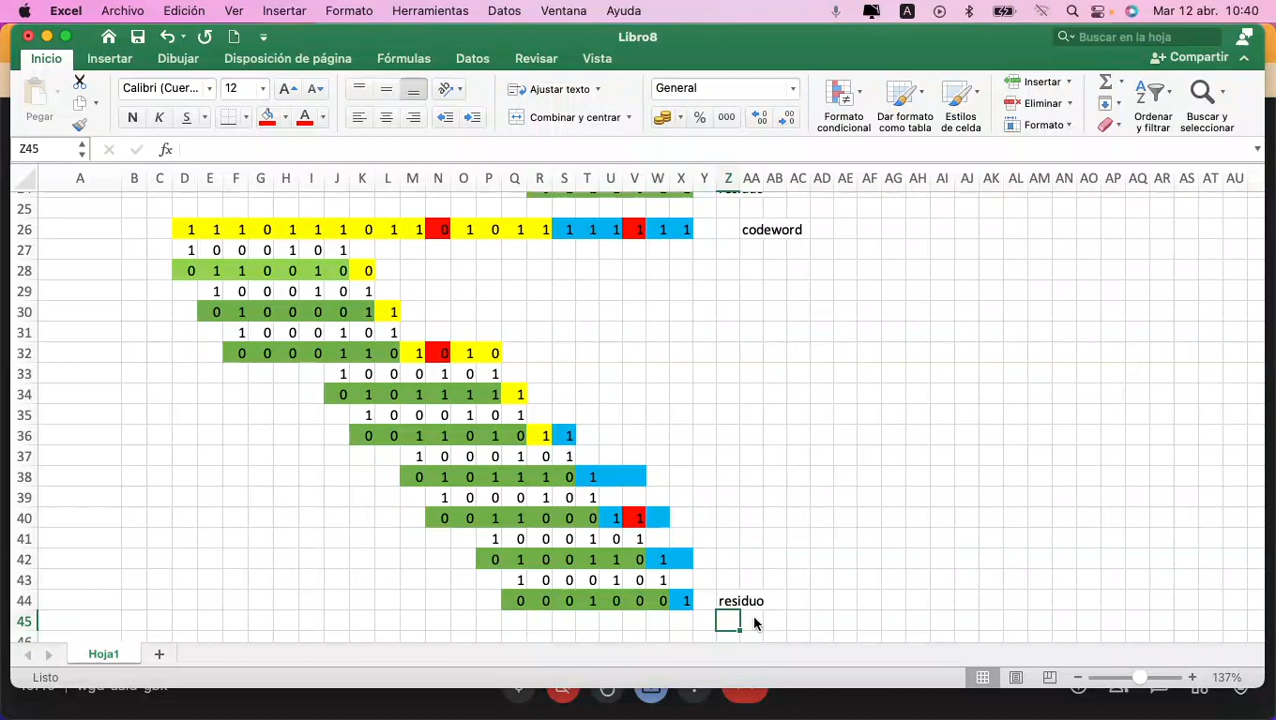 Excel Archivo Edición Ver Insertar Formato Herramientas Datos Ventana Ayuda A Mar 12 abr. 10:40
Libro8 Buscar en la hoja
Inicio Insertar Dibujar Disposición de página Fórmulas Datos Revisar Vista Compartir
Pegar Calibri (Cuer... 12 A A Ajustar texto General Insertar Σ
N K S A Combinar y centrar % 000 Eliminar
Formato condicional Dar formato como tabla Estilos de celda Formato Ordenar y filtrar Buscar y seleccionar
Z45 fx
A B C D E F G H I J K L M N O P Q R S T U V W X Y Z AA AB AC AD AE AF AG AH AI AJ AK AL AM AN AO AP AQ AR AS AT AU
25
26 1 1 1 0 1 1 1 0 1 1 0 1 0 1 1 1 1 1 1 1 1 codeword
27 1 0 0 0 1 0 1
28 0 1 1 0 0 1 0 0
29 1 0 0 0 1 0 1
30 0 1 0 0 0 0 1 1
31 1 0 0 0 1 0 1
32 0 0 0 0 1 1 0 1 0 1 0
33 1 0 0 0 1 0 1
34 0 1 0 1 1 1 1 1
35 1 0 0 0 1 0 1
36 0 0 1 1 0 1 0 1 1
37 1 0 0 0 1 0 1
38 0 1 0 1 1 1 0 1
39 1 0 0 0 1 0 1
40 0 0 1 1 0 0 0 1 1
41 1 0 0 0 1 0 1
42 0 1 0 0 1 1 0 1
43 1 0 0 0 1 0 1
44 0 0 0 1 0 0 0 1 residuo
45
Hoja1
Listo 137%